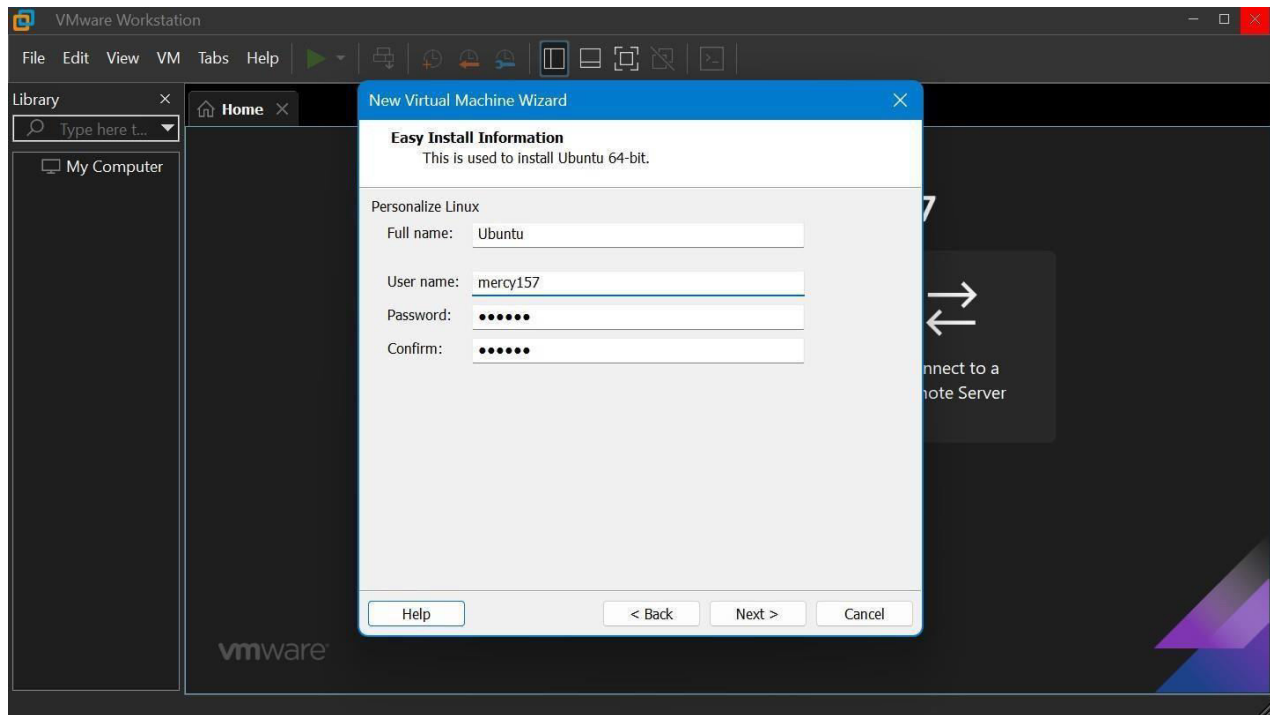 VMware Workstation
File Edit View VM Tabs Help
Library
Type here t...
My Computer
Home
New Virtual Machine Wizard
Easy Install Information
This is used to install Ubuntu 64-bit.
Personalize Linux
Full name: Ubuntu
User name: mercy157
Password: ●●●●●●
Confirm: ●●●●●●
7
nnect to a
note Server
Help < Back Next > Cancel
vmware